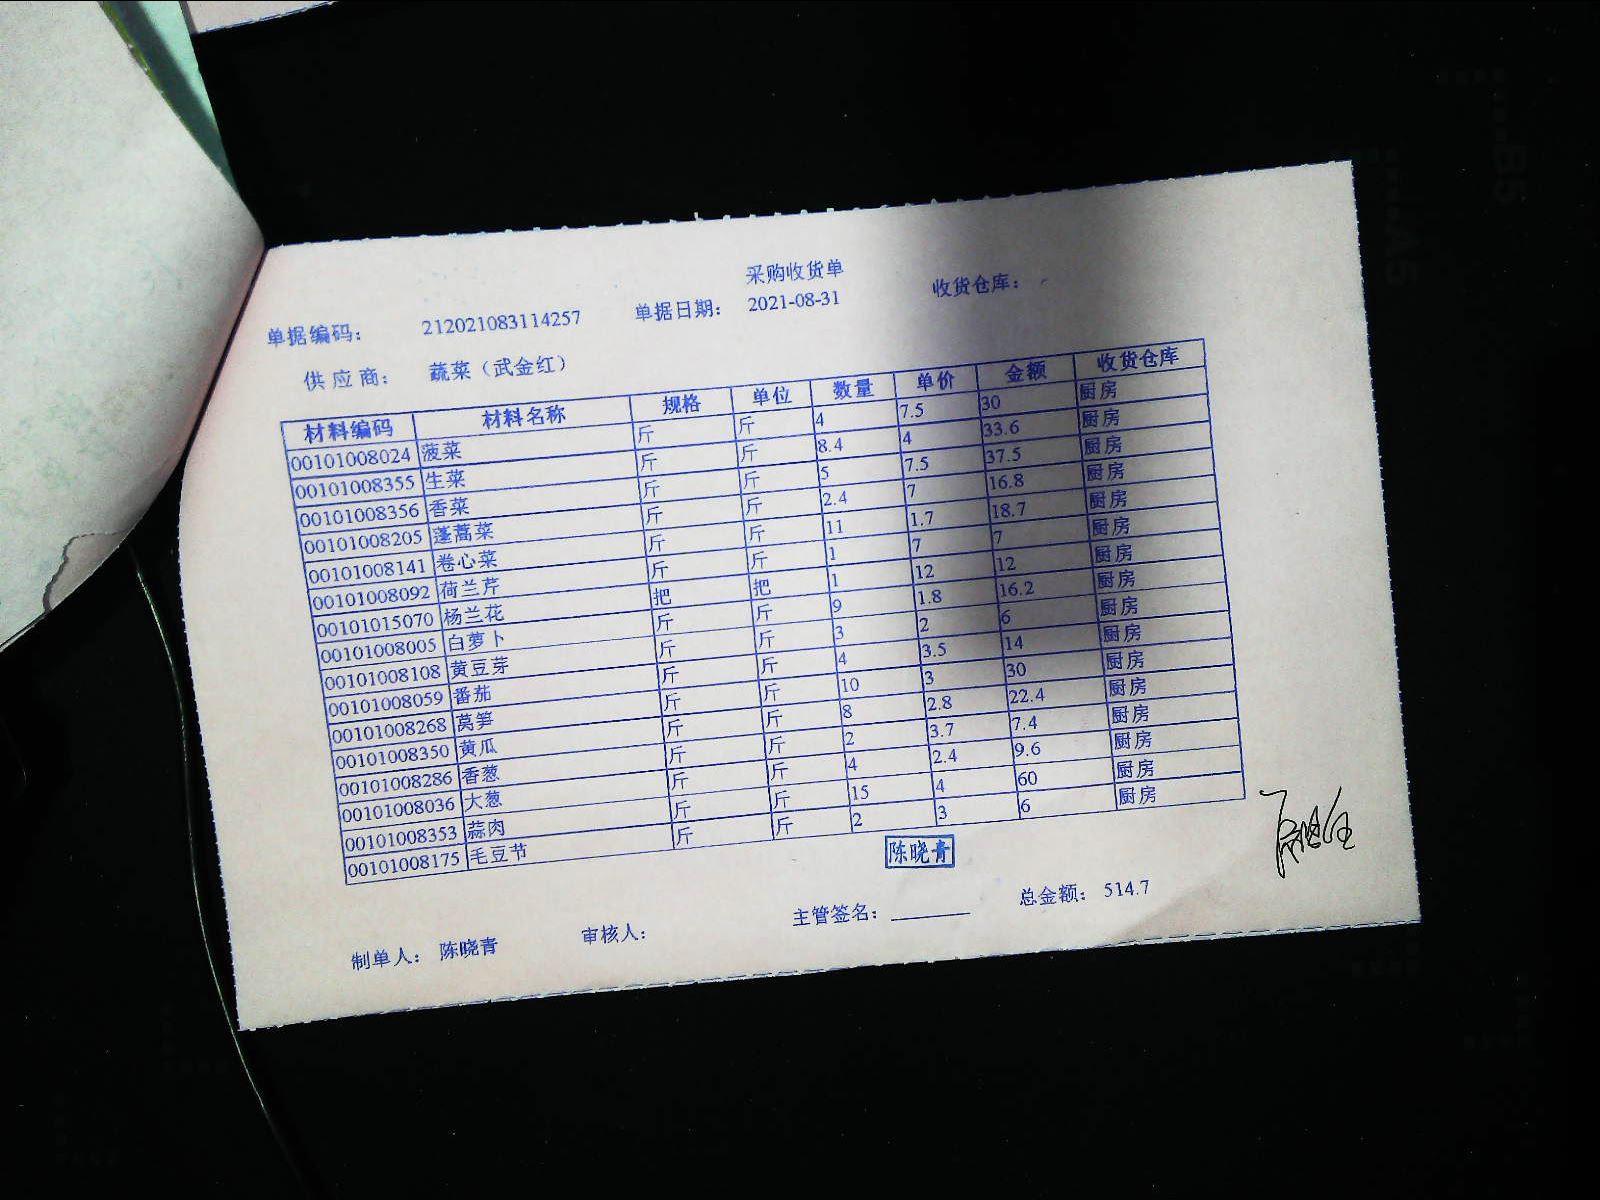 采购收货单
单据编码： 212021083114257 单据日期： 2021-08-31 收货仓库：
供应商： 蔬菜（武金红）
材料编码 材料名称 规格 单位 数量 单价 金额 收货仓库
00101008024 菠菜 斤 斤 4 7.5 30 厨房
00101008355 生菜 斤 斤 8.4 4 33.6 厨房
00101008356 香菜 斤 斤 5 7.5 37.5 厨房
00101008205 蓬蒿菜 斤 斤 2.4 7 16.8 厨房
00101008141 卷心菜 斤 斤 11 1.7 18.7 厨房
00101008092 荷兰芹 斤 斤 1 7 7 厨房
00101015070 杨兰花 把 把 1 12 12 厨房
00101008005 白萝卜 斤 斤 9 1.8 16.2 厨房
00101008108 黄豆芽 斤 斤 3 2 6 厨房
00101008059 番茄 斤 斤 4 3.5 14 厨房
00101008268 莴笋 斤 斤 10 3 30 厨房
00101008350 黄瓜 斤 斤 8 2.8 22.4 厨房
00101008286 香葱 斤 斤 2 3.7 7.4 厨房
00101008036 大葱 斤 斤 4 2.4 9.6 厨房
00101008353 蒜肉 斤 斤 15 4 60 厨房
00101008175 毛豆节 斤 斤 2 3 6 厨房
陈晓青
制单人： 陈晓青 审核人： 主管签名： 总金额： 514.7